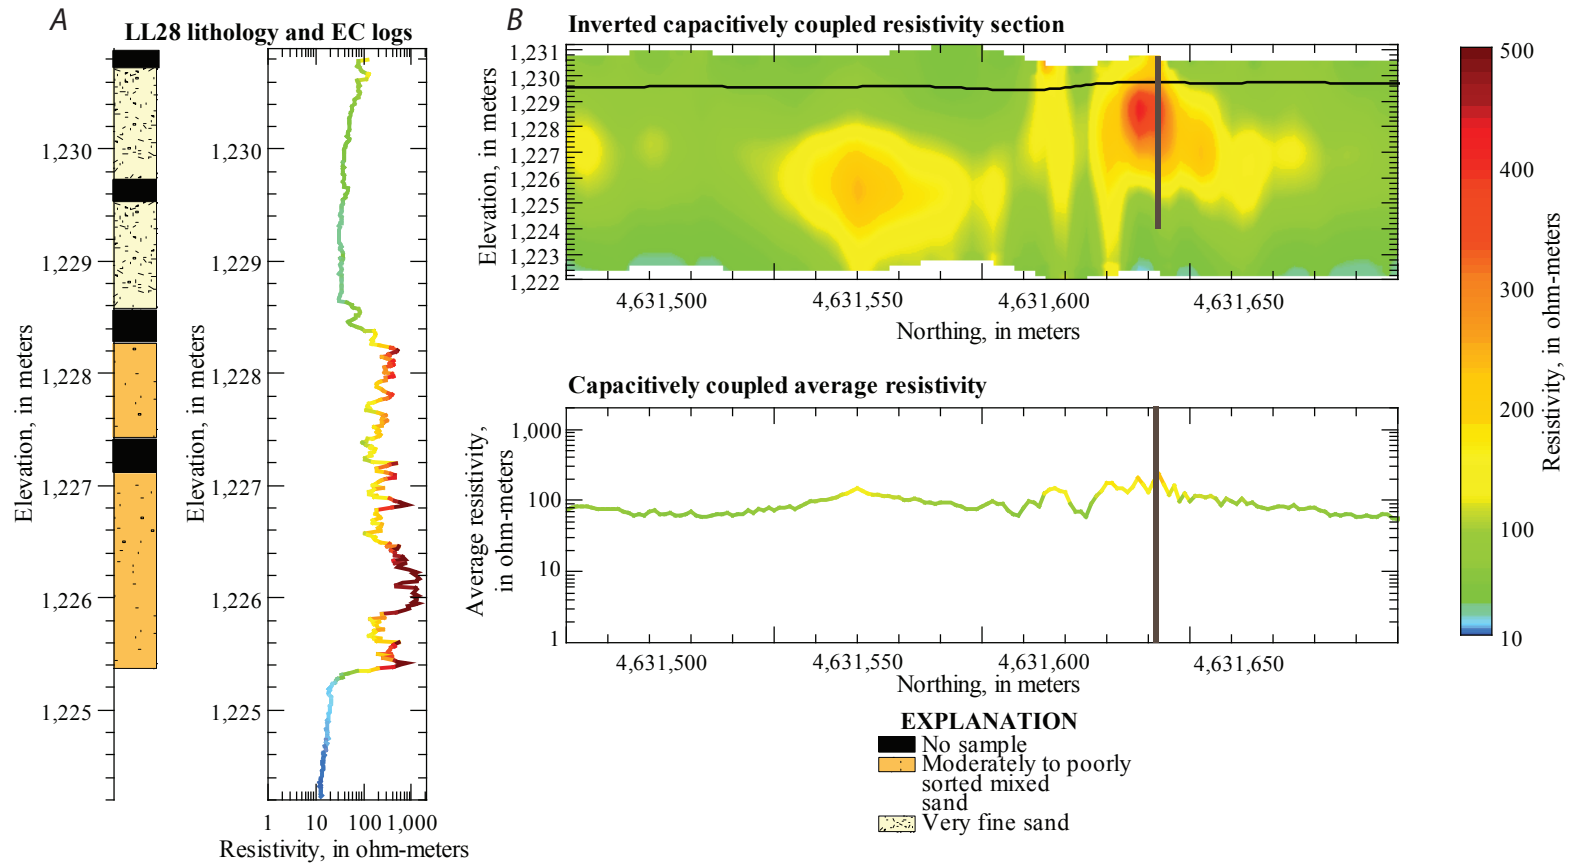 A
LL28 lithology and EC logs
Elevation, in meters
1,230
1,229
1,228
1,227
1,226
1,225
Elevation, in meters
1,230
1,229
1,228
1,227
1,226
1,225
1 10 100 1,000
Resistivity, in ohm-meters
B
Inverted capacitively coupled resistivity section
Elevation, in meters
1,231
1,230
1,229
1,228
1,227
1,226
1,225
1,224
1,223
1,222
4,631,500 4,631,550 4,631,600 4,631,650
Northing, in meters
Capacitively coupled average resistivity
Average resistivity,
in ohm-meters
1,000
100
10
1
4,631,500 4,631,550 4,631,600 4,631,650
Northing, in meters
EXPLANATION
No sample
Moderately to poorly
sorted mixed
sand
Very fine sand
500
400
300
200
100
10
Resistivity, in ohm-meters